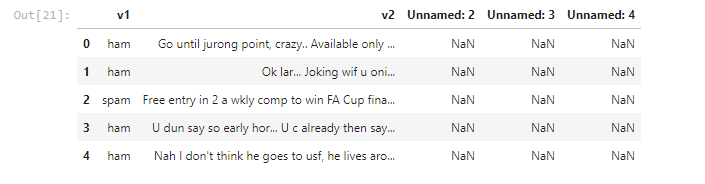 Out[21]: v1 v2 Unnamed: 2 Unnamed: 3 Unnamed: 4
0 ham Go until jurong point, crazy.. Available only ... NaN NaN NaN
1 ham Ok lar... Joking wif u oni... NaN NaN NaN
2 spam Free entry in 2 a wkly comp to win FA Cup fina... NaN NaN NaN
3 ham U dun say so early hor... U c already then say... NaN NaN NaN
4 ham Nah I don't think he goes to usf, he lives aro... NaN NaN NaN